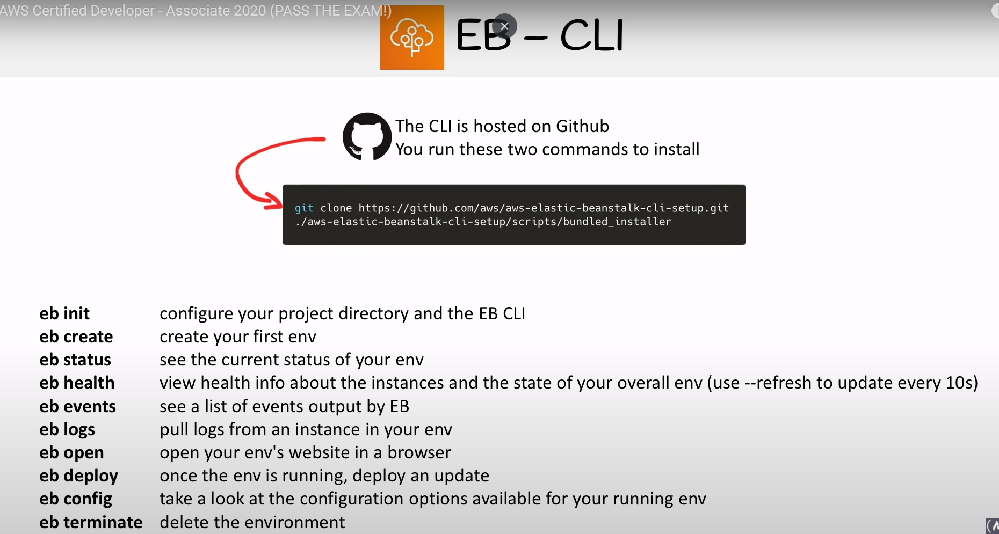 AWS Certified Developer - Associate 2020 (PASS THE EXAM!)
EB – CLI
The CLI is hosted on Github
You run these two commands to install
git clone https://github.com/aws/aws-elastic-beanstalk-cli-setup.git
./aws-elastic-beanstalk-cli-setup/scripts/bundled_installer
eb init configure your project directory and the EB CLI
eb create create your first env
eb status see the current status of your env
eb health view health info about the instances and the state of your overall env (use --refresh to update every 10s)
eb events see a list of events output by EB
eb logs pull logs from an instance in your env
eb open open your env's website in a browser
eb deploy once the env is running, deploy an update
eb config take a look at the configuration options available for your running env
eb terminate delete the environment